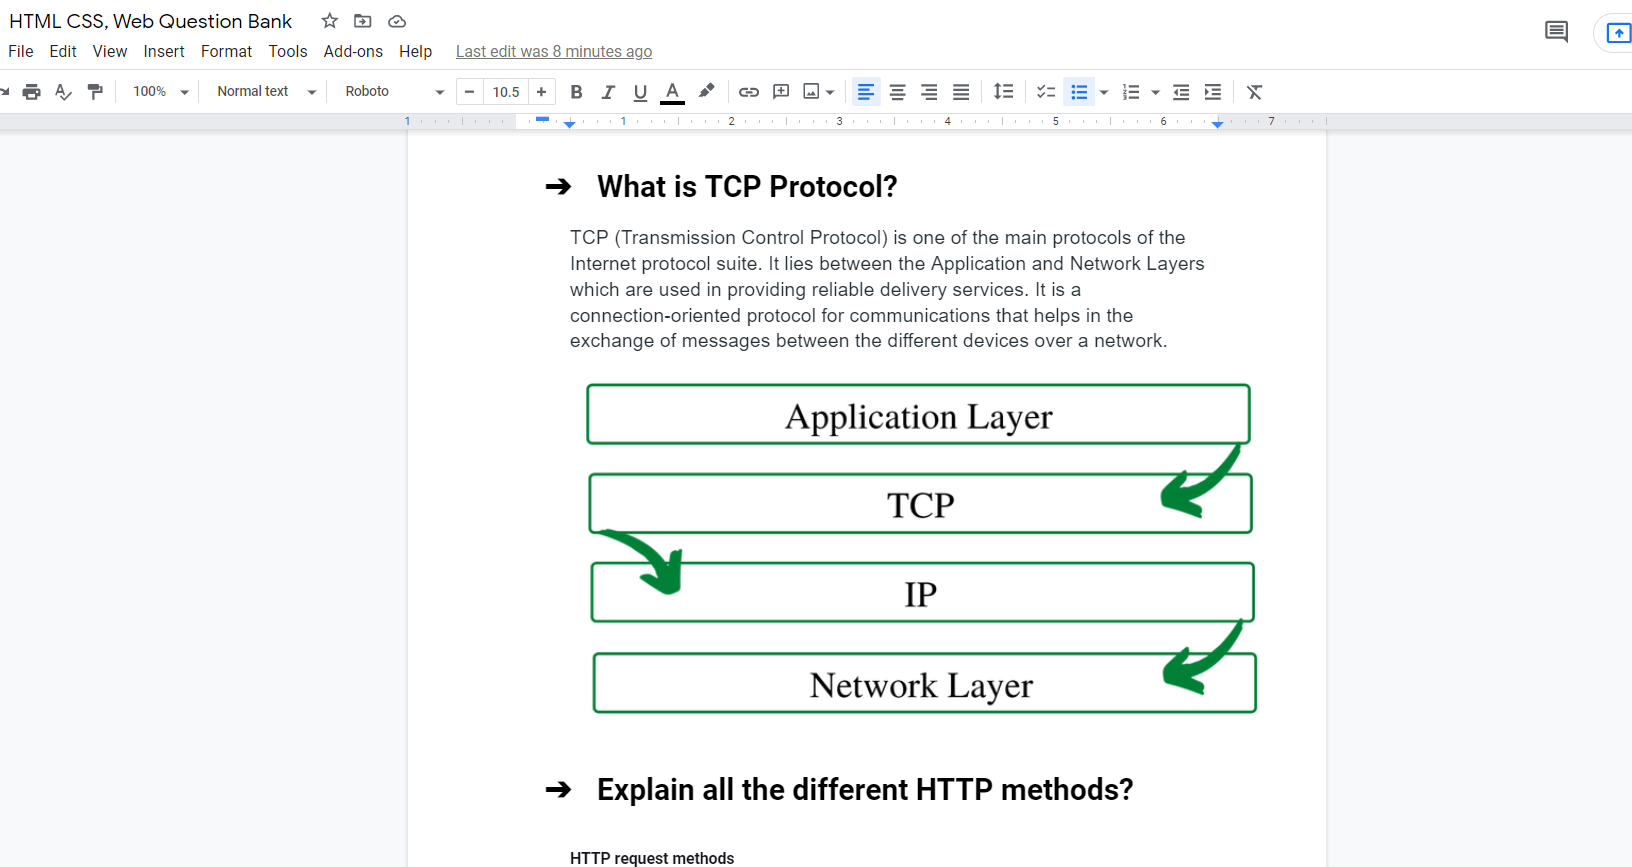 HTML CSS, Web Question Bank
File Edit View Insert Format Tools Add-ons Help Last edit was 8 minutes ago
100% Normal text Roboto 10.5 B I U A
1 1 2 3 4 5 6 7
➔ What is TCP Protocol?
TCP (Transmission Control Protocol) is one of the main protocols of the
Internet protocol suite. It lies between the Application and Network Layers
which are used in providing reliable delivery services. It is a
connection-oriented protocol for communications that helps in the
exchange of messages between the different devices over a network.
Application Layer
TCP
IP
Network Layer
➔ Explain all the different HTTP methods?
HTTP request methods